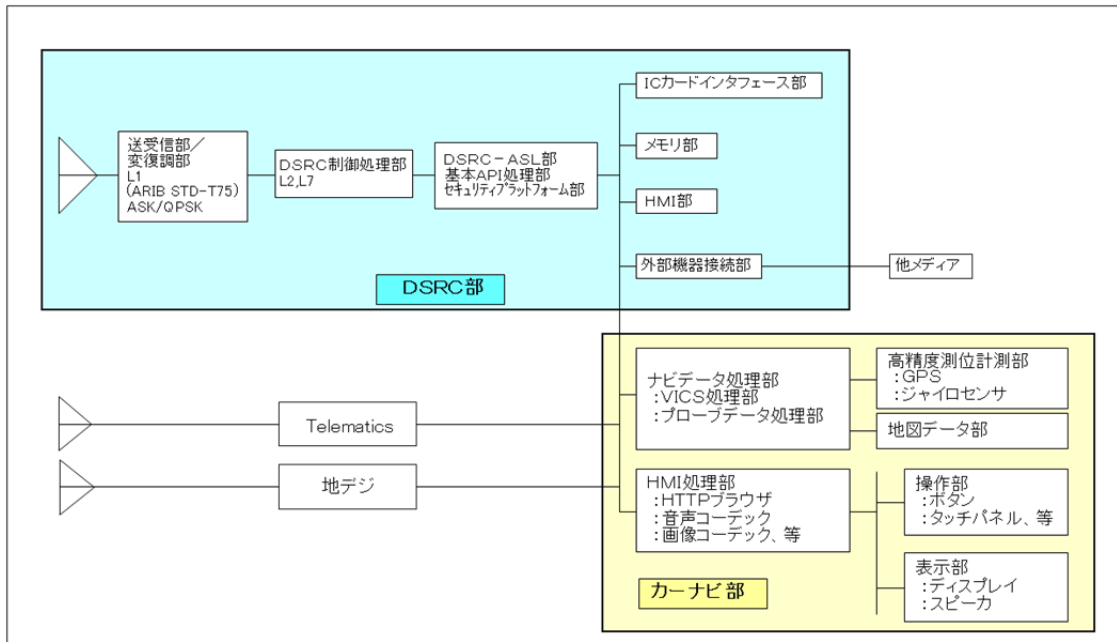 ICカードインタフェース部
送受信部／
変復調部
L1
(ARIB STD-T75)
ASK/QPSK
DSRC制御処理部
L2,L7
DSRC－ASL部
基本API処理部
セキュリティプラットフォーム部
メモリ部
HMI部
外部機器接続部
他メディア
DSRC部
ナビデータ処理部
:VICS処理部
:プローブデータ処理部
高精度測位計測部
:GPS
:ジャイロセンサ
地図データ部
Telematics
地デジ
HMI処理部
:HTTPブラウザ
:音声コーデック
:画像コーデック、等
操作部
:ボタン
:タッチパネル、等
表示部
:ディスプレイ
:スピーカ
カーナビ部